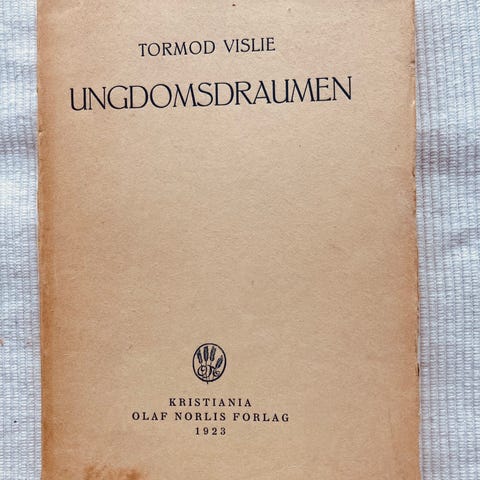 TORMOD VISLIE
UNGDOMSDRAUMEN
KRISTIANIA
OLAF NORLIS FORLAG
1923